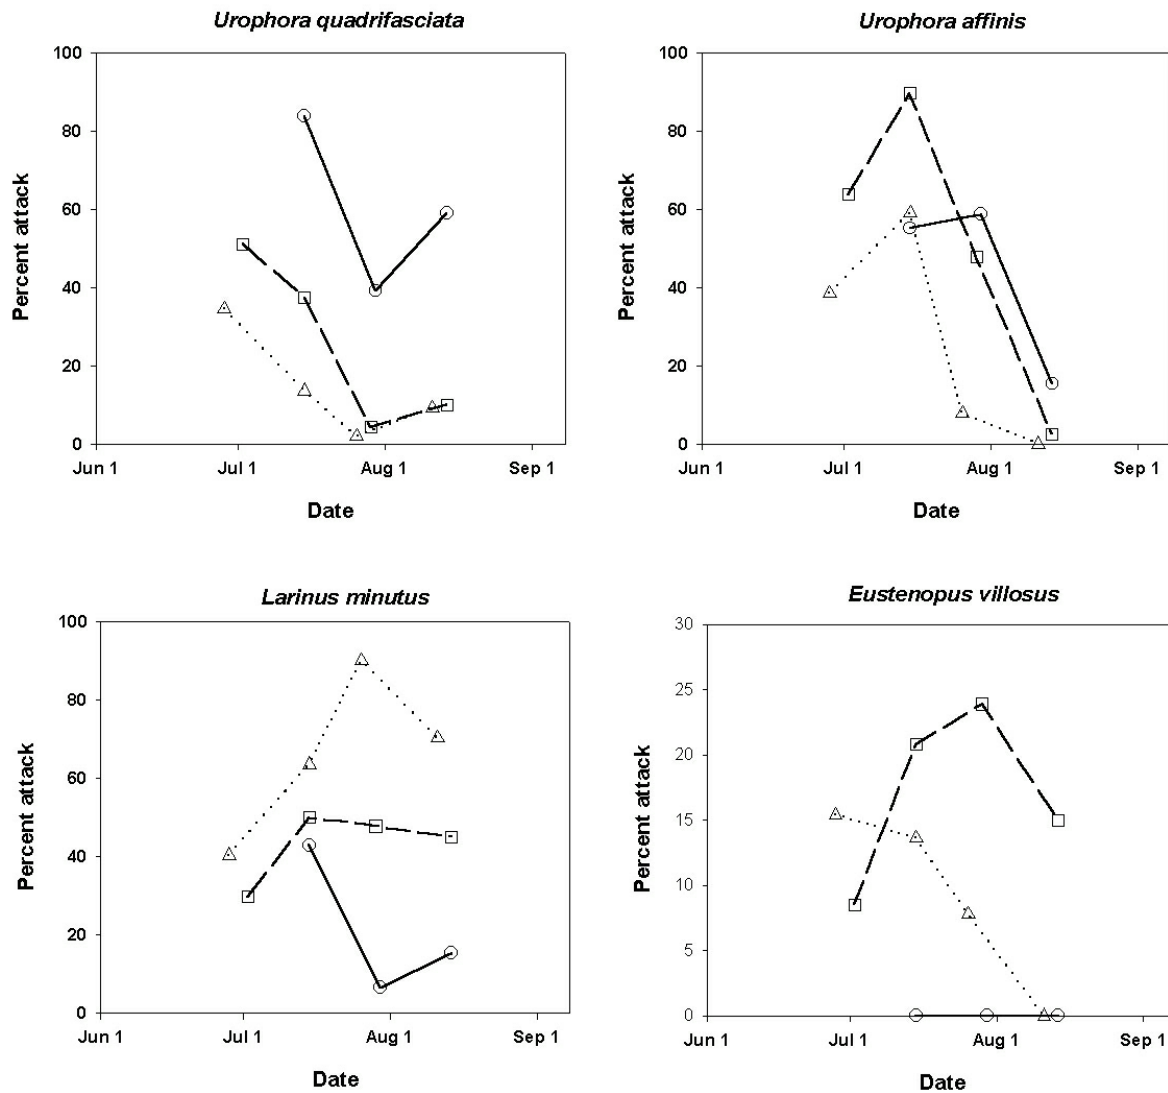 Urophora quadrifasciata
100
80
60
40
20
0
Percent attack
Jun 1 Jul 1 Aug 1 Sep 1
Date
Urophora affinis
100
80
60
40
20
0
Percent attack
Jun 1 Jul 1 Aug 1 Sep 1
Date
Larinus minutus
100
80
60
40
20
0
Percent attack
Jun 1 Jul 1 Aug 1 Sep 1
Date
Eustenopus villosus
30
25
20
15
10
5
0
Percent attack
Jun 1 Jul 1 Aug 1 Sep 1
Date